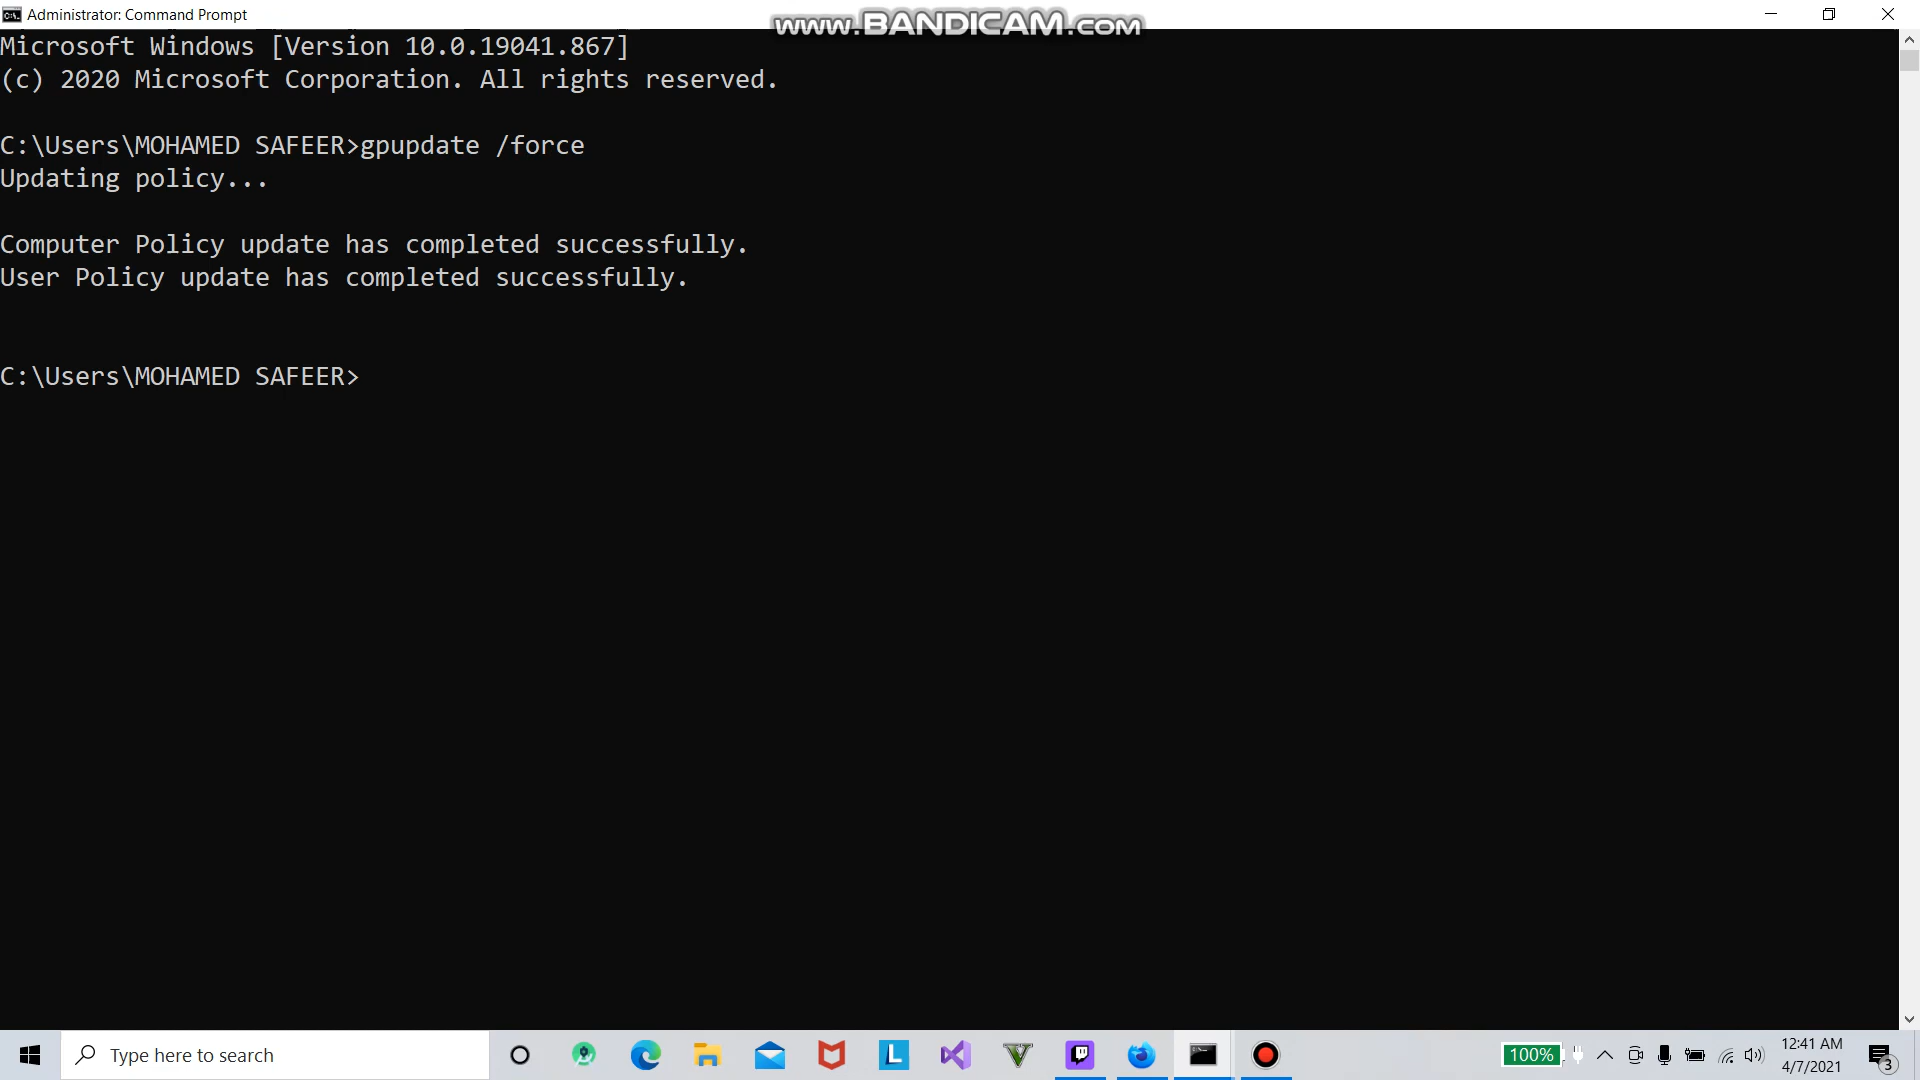 Administrator: Command Prompt
www.BANDICAM.com
Microsoft Windows [Version 10.0.19041.867]
(c) 2020 Microsoft Corporation. All rights reserved.
C:\Users\MOHAMED SAFEER>gpupdate /force
Updating policy...
Computer Policy update has completed successfully.
User Policy update has completed successfully.
C:\Users\MOHAMED SAFEER>
Type here to search
L
V
100%
12:41 AM
4/7/2021
3